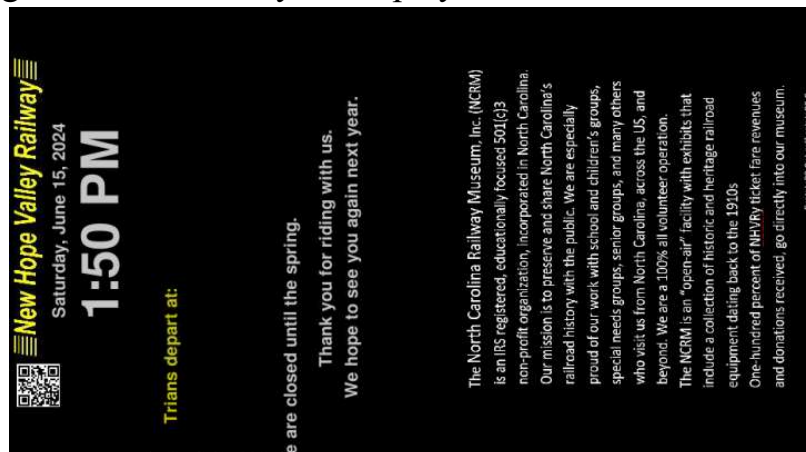 New Hope Valley Railway
Saturday, June 15, 2024
1:50 PM
Trians depart at:
e are closed until the spring.
Thank you for riding with us.
We hope to see you again next year.
The North Carolina Railway Museum, Inc. (NCRM)
is an IRS registered, educationally focused 501(c)3
non-profit organization, incorporated in North Carolina.
Our mission is to preserve and share North Carolina's
railroad history with the public. We are especially
proud of our work with school and children's groups,
special needs groups, senior groups, and many others
who visit us from North Carolina, across the US, and
beyond. We are a 100% all volunteer operation.
The NCRM is an "open-air" facility with exhibits that
include a collection of historic and heritage railroad
equipment dating back to the 1910s
One-hundred percent of NHVRy ticket fare revenues
and donations received, go directly into our museum.